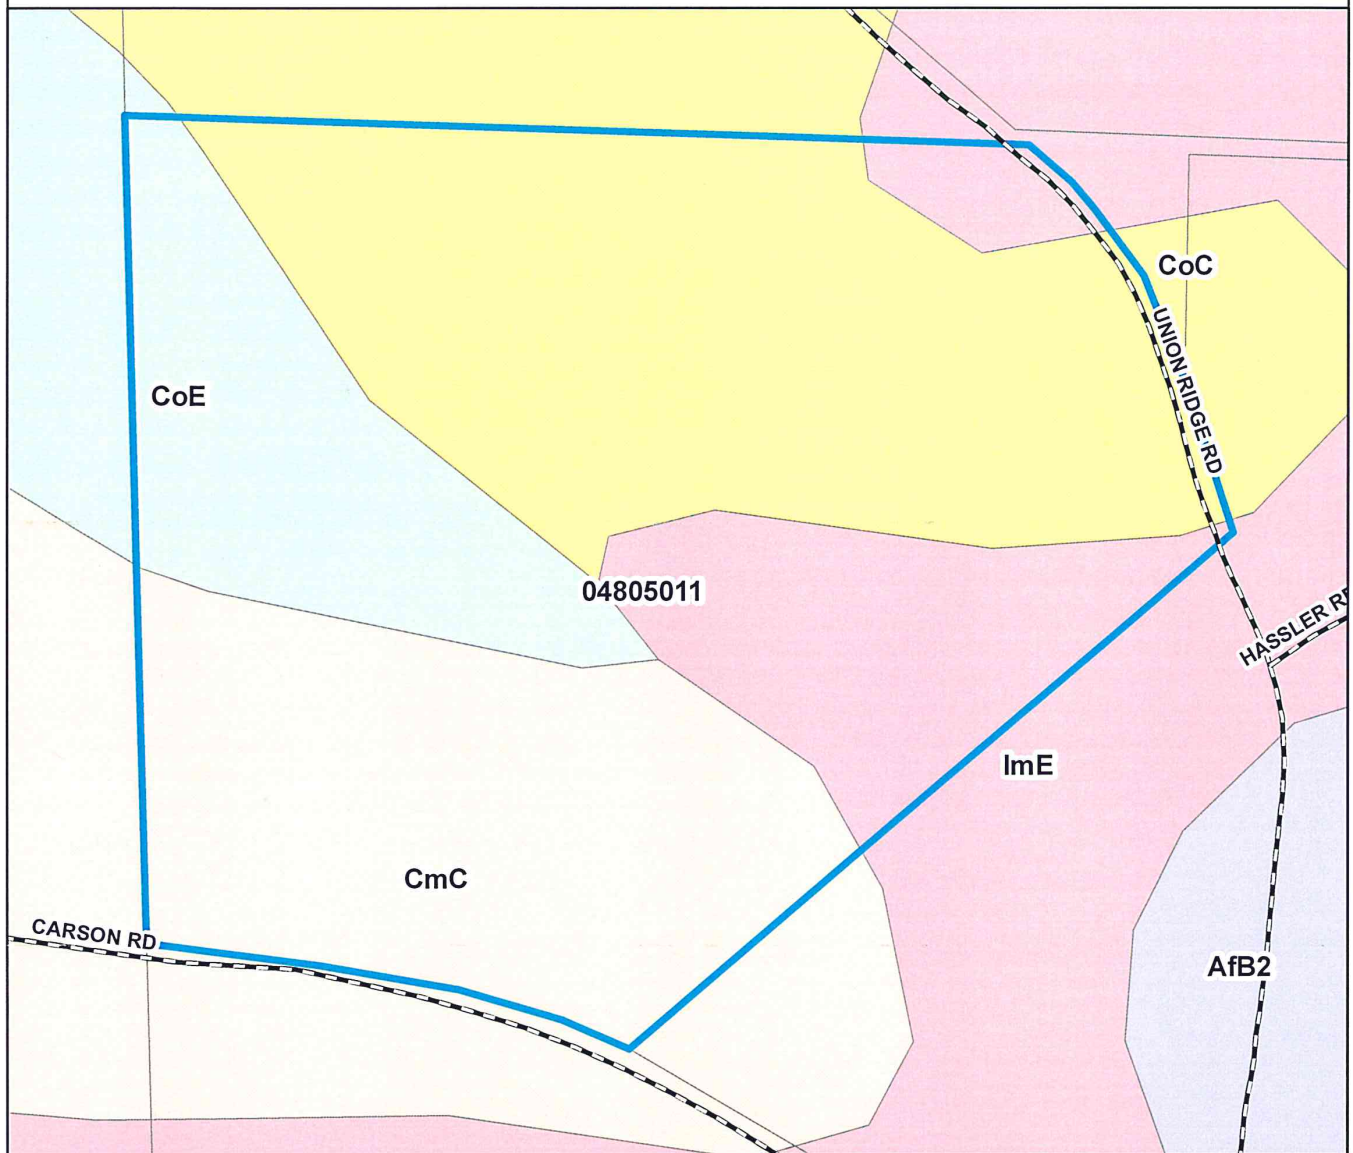 CoC
UNION RIDGE RD
CoE
04805011
HASSLER RD
ImE
CmC
CARSON RD
AfB2